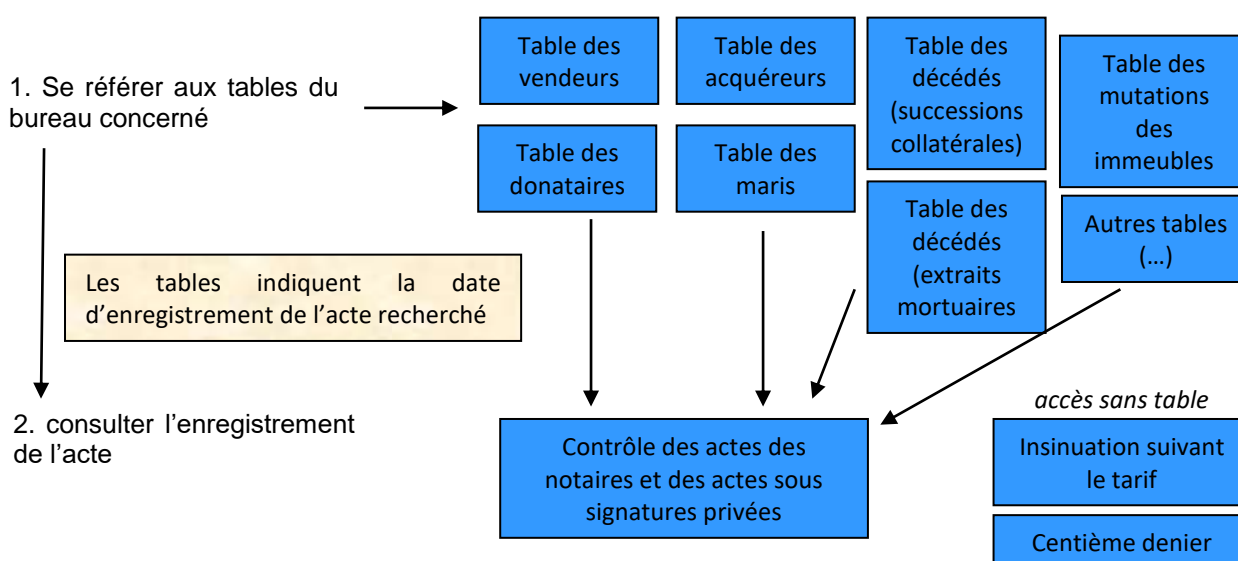 1. Se référer aux tables du
bureau concerné
Table des
vendeurs
Table des
acquéreurs
Table des
décédés
(successions
collatérales)
Table des
mutations
des
immeubles
Table des
donataires
Table des
maris
Table des
décédés
(extraits
mortuaires
Autres tables
(...)
Les tables indiquent la date
d’enregistrement de l’acte recherché
2. consulter l’enregistrement
de l’acte
Contrôle des actes des
notaires et des actes sous
signatures privées
accès sans table
Insinuation suivant
le tarif
Centième denier